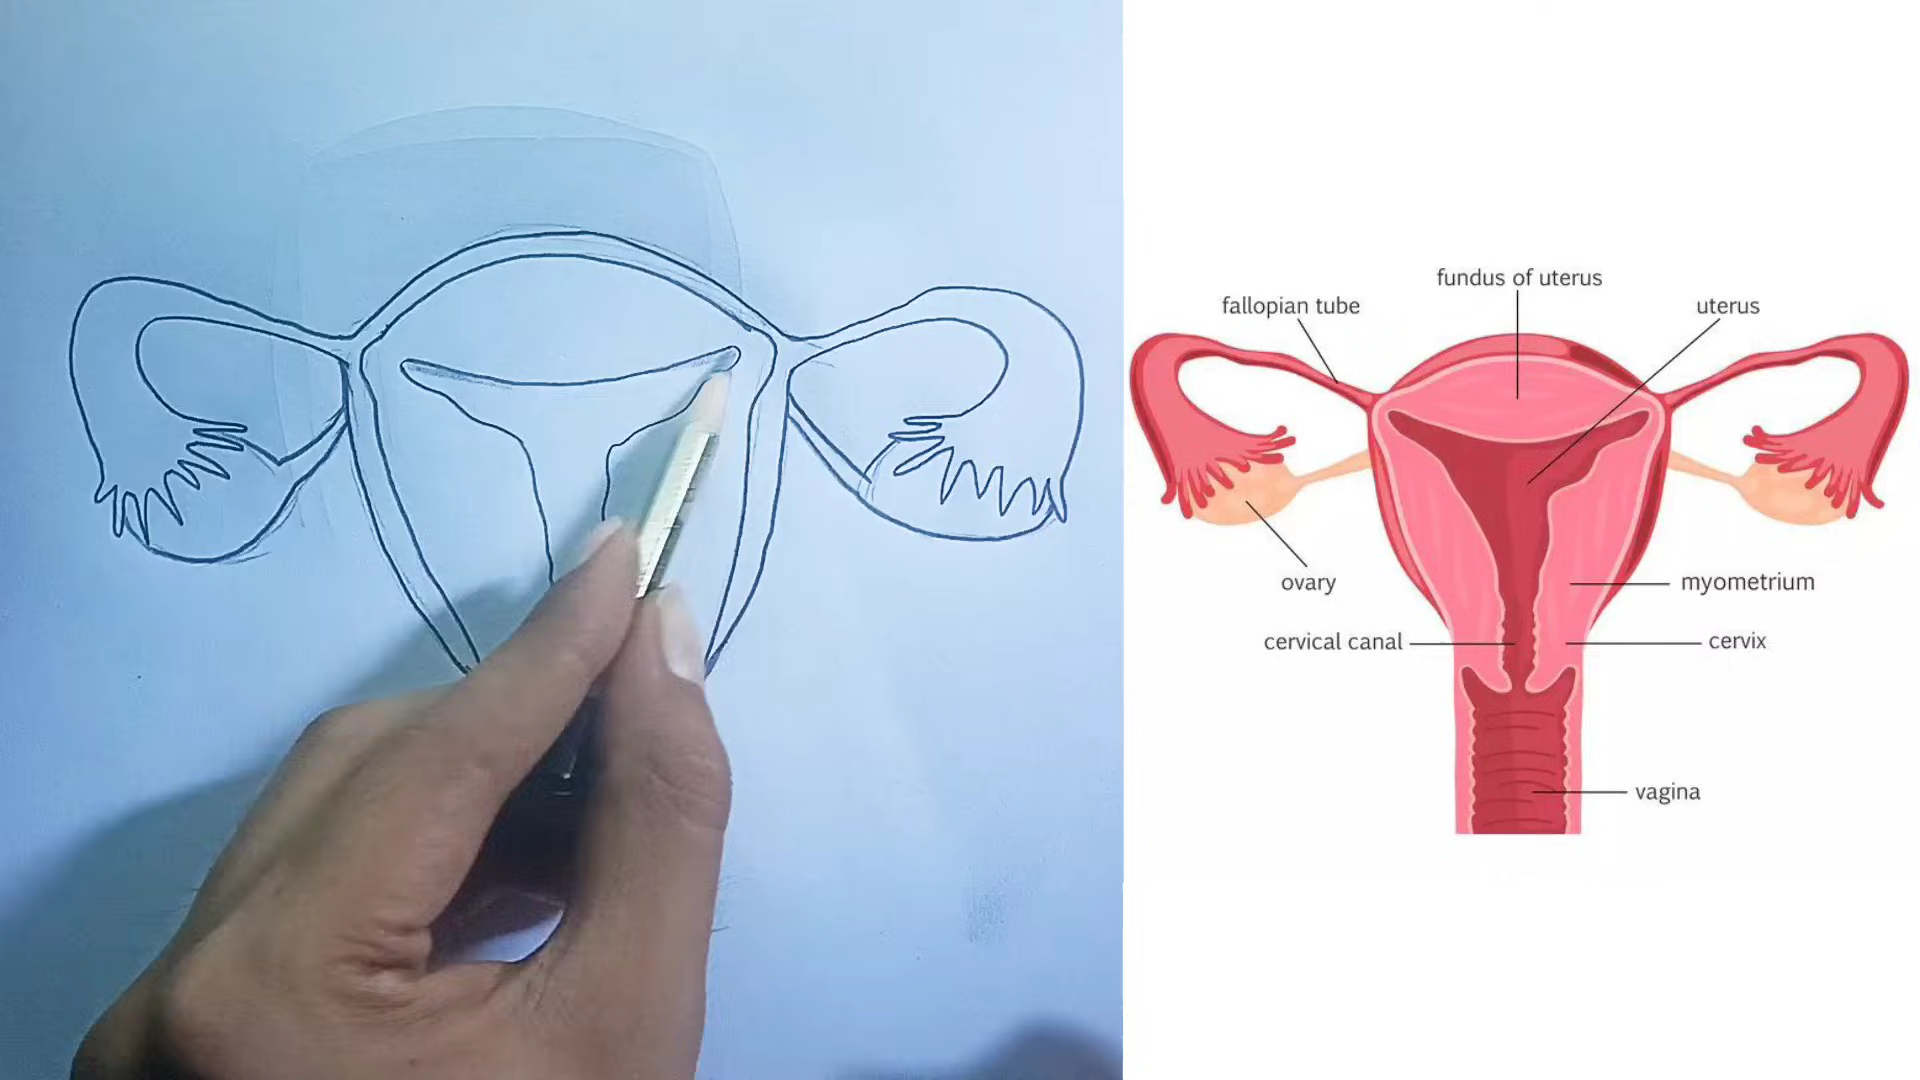 fundus of uterus
fallopian tube
uterus
ovary
myometrium
cervical canal
cervix
vagina